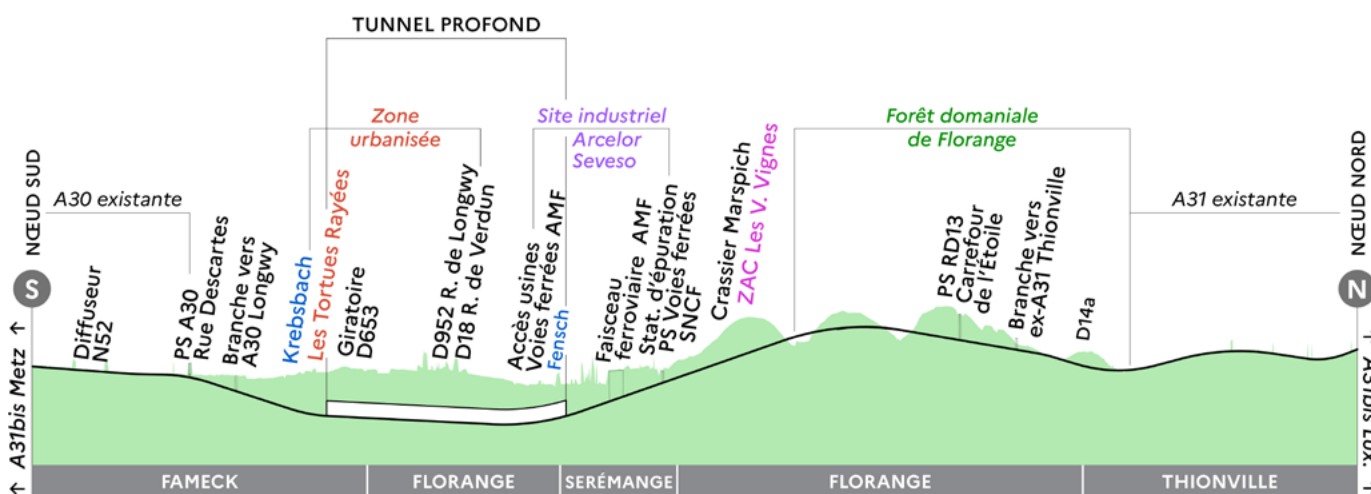 TUNNEL PROFOND
Zone
urbanisée
Site industriel
Arcelor
Seveso
Forêt domaniale
de Florange
NŒUD SUD
A30 existante
A31 existante
NŒUD NORD
S
N
Diffuseur
N52
PS A30
Rue Descartes
Branche vers
A30 Longwy
Krebsbach
Les Tortues Rayées
Giratoire
D653
D952 R. de Longwy
D18 R. de Verdun
Accès usines
Voies ferrées AMF
Fensch
Faisceau
ferroviaire AMF
Stat. d'épuration
PS Voies ferrées
SNCF
Crassier Marspich
ZAC Les V. Vignes
PS RD13
Carrefour
de l'Étoile
Branche vers
ex-A31 Thionville
D14a
← A31bis Metz →
A31bis Lux.
FAMECK
FLORANGE
SERÉMANGE
FLORANGE
THIONVILLE